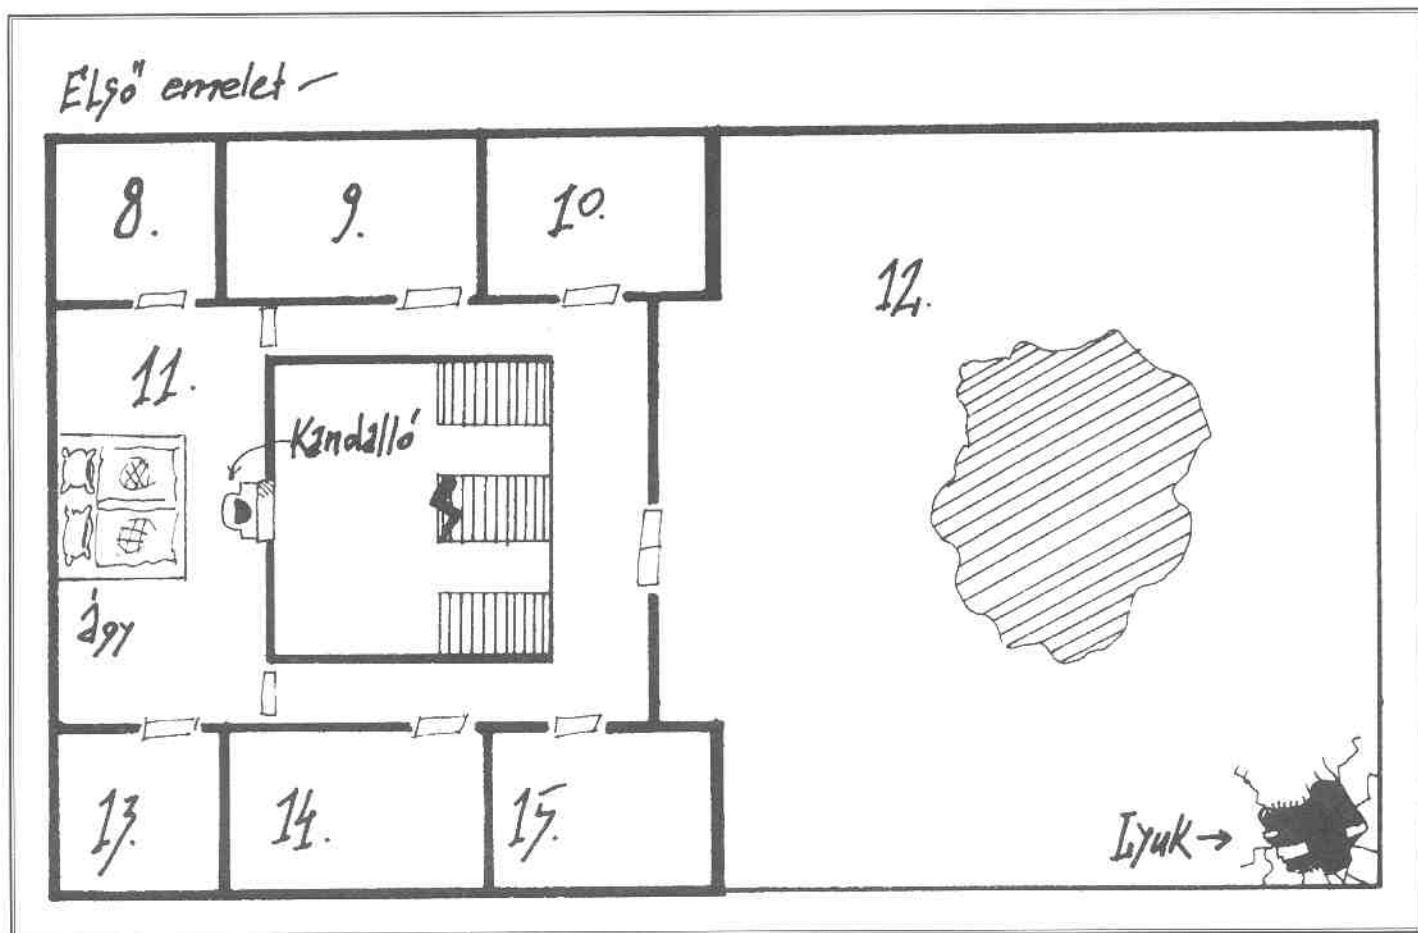 Első emelet –
8.
9.
10.
12.
11.
Kandalló
ágy
13.
14.
15.
Lyuk →